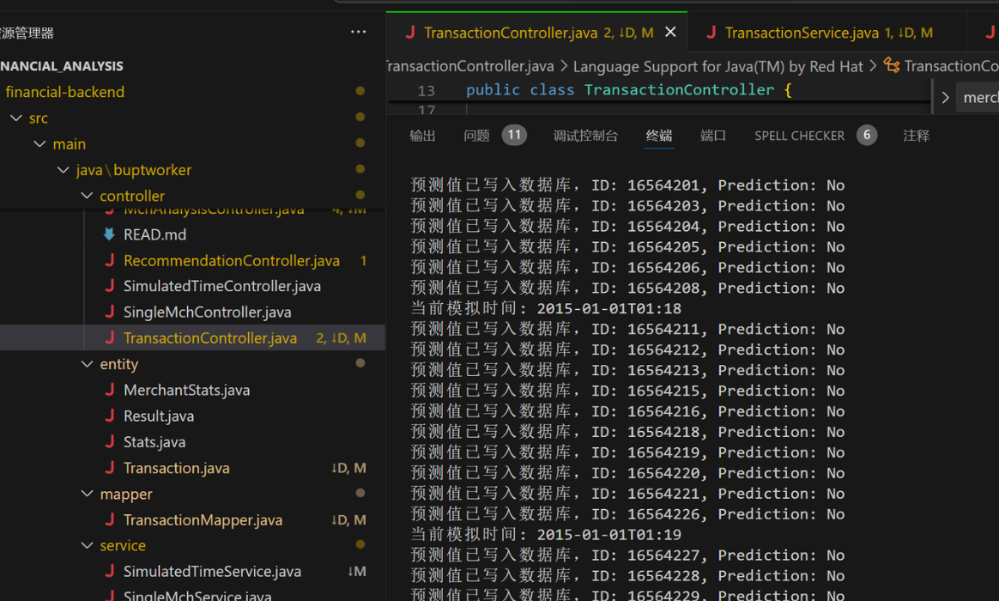 源管理器
NANCIAL_ANALYSIS
financial-backend
src
main
java\buptworker
controller
MchAnalysisController.java 4, ↓M
READ.md
RecommendationController.java 1
SimulatedTimeController.java
SingleMchController.java
TransactionController.java 2, ↓D, M
entity
MerchantStats.java
Result.java
Stats.java
Transaction.java ↓D, M
mapper
TransactionMapper.java ↓D, M
service
SimulatedTimeService.java ↓M
SingleMchService.java
TransactionController.java 2, ↓D, M
TransactionService.java 1, ↓D, M
TransactionController.java > Language Support for Java(TM) by Red Hat > TransactionCo
13 public class TransactionController {
17
merch
输出 问题 11 调试控制台 终端 端口 SPELL CHECKER 6 注释
预测值已写入数据库, ID: 16564201, Prediction: No
预测值已写入数据库, ID: 16564203, Prediction: No
预测值已写入数据库, ID: 16564204, Prediction: No
预测值已写入数据库, ID: 16564205, Prediction: No
预测值已写入数据库, ID: 16564206, Prediction: No
预测值已写入数据库, ID: 16564208, Prediction: No
当前模拟时间: 2015-01-01T01:18
预测值已写入数据库, ID: 16564211, Prediction: No
预测值已写入数据库, ID: 16564212, Prediction: No
预测值已写入数据库, ID: 16564213, Prediction: No
预测值已写入数据库, ID: 16564215, Prediction: No
预测值已写入数据库, ID: 16564216, Prediction: No
预测值已写入数据库, ID: 16564218, Prediction: No
预测值已写入数据库, ID: 16564219, Prediction: No
预测值已写入数据库, ID: 16564220, Prediction: No
预测值已写入数据库, ID: 16564221, Prediction: No
预测值已写入数据库, ID: 16564226, Prediction: No
当前模拟时间: 2015-01-01T01:19
预测值已写入数据库, ID: 16564227, Prediction: No
预测值已写入数据库, ID: 16564228, Prediction: No
预测值已写入数据库, ID: 16564229, Prediction: No